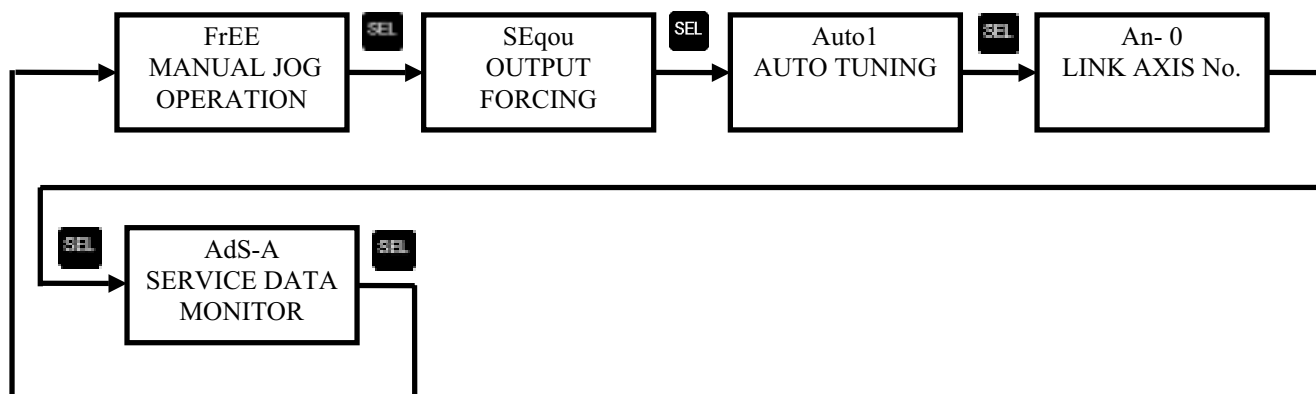 FrEE
MANUAL JOG
OPERATION
SEL
SEqou
OUTPUT
FORCING
SEL
Auto1
AUTO TUNING
SEL
An- 0
LINK AXIS No.
SEL
AdS-A
SERVICE DATA
MONITOR
SEL